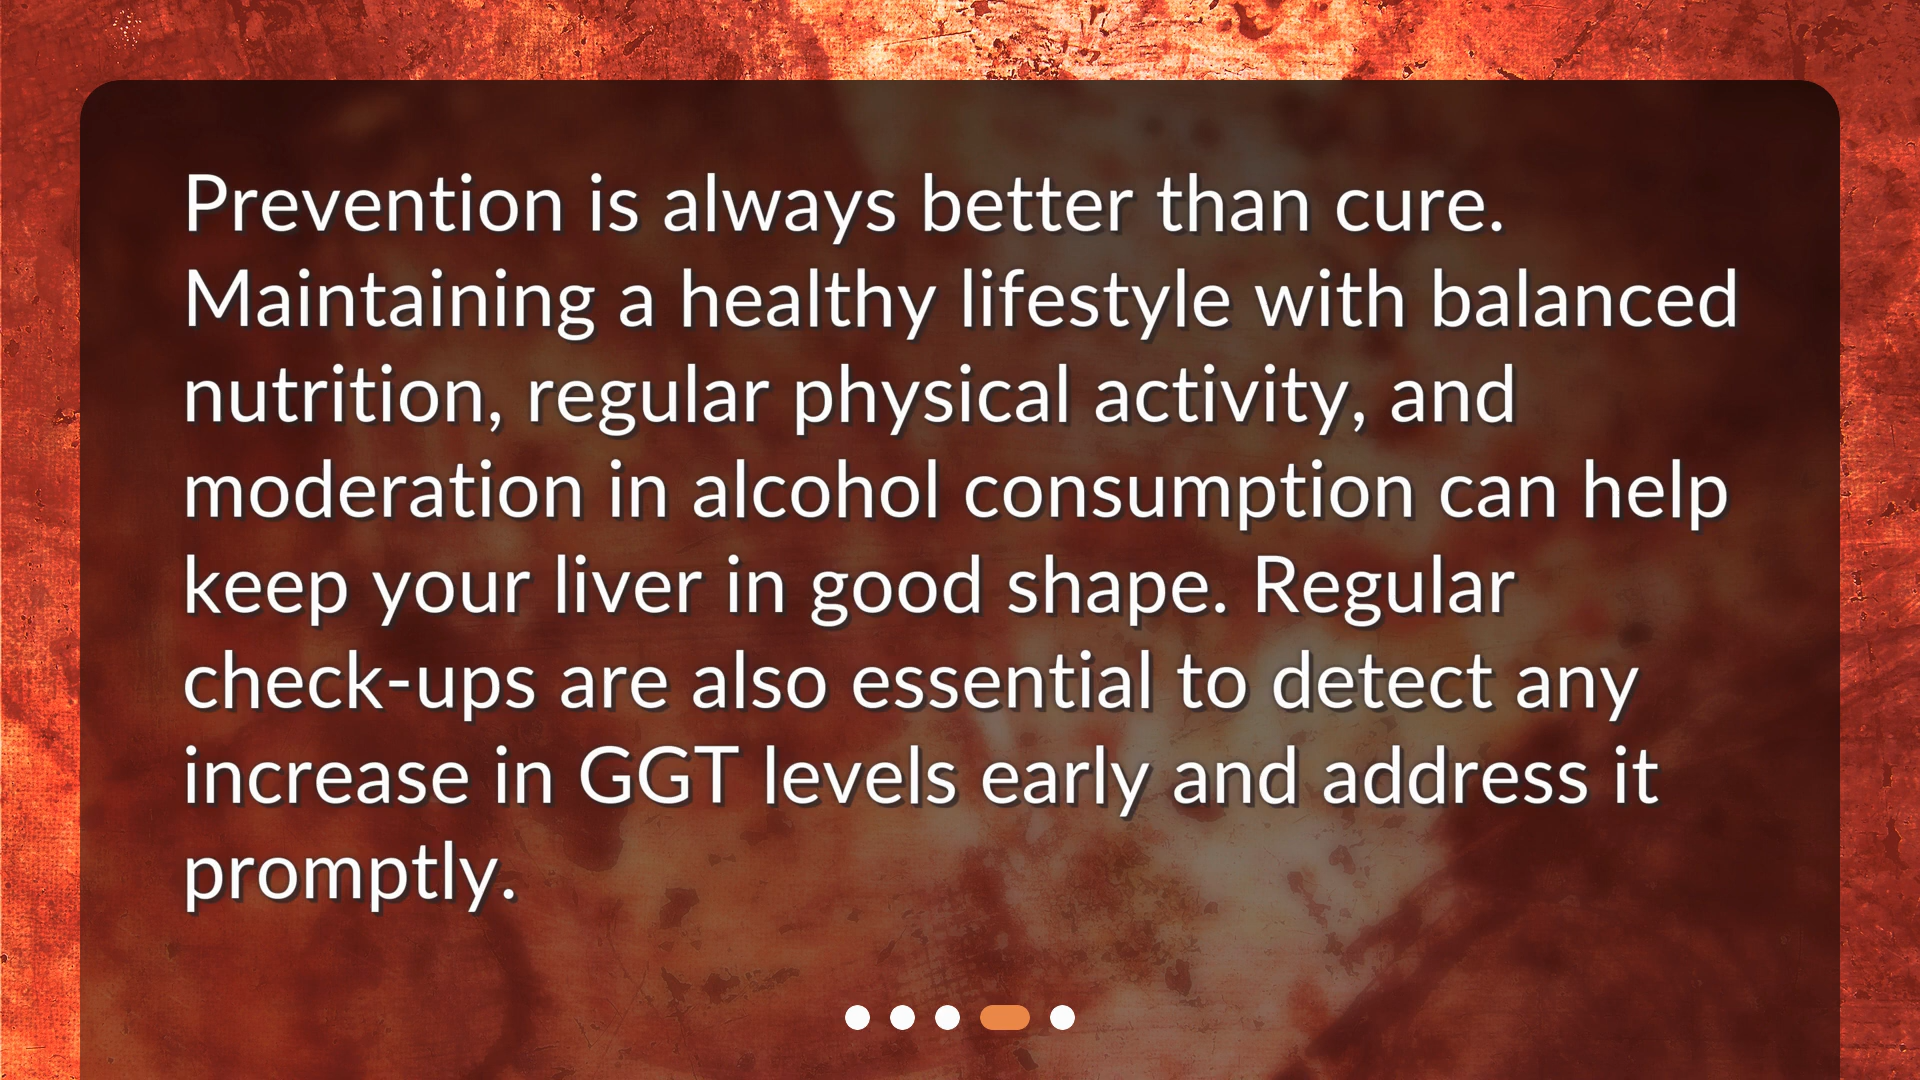 Prevention is always better than cure.
Maintaining a healthy lifestyle with balanced
nutrition, regular physical activity, and
moderation in alcohol consumption can help
keep your liver in good shape. Regular
check-ups are also essential to detect any
increase in GGT levels early and address it
promptly.